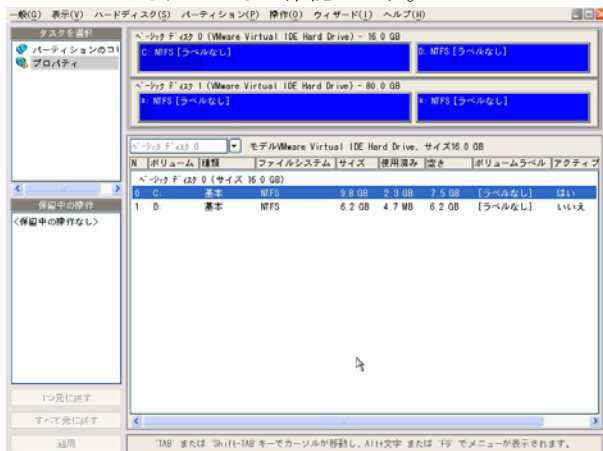 一般(G) 表示(V) ハードディスク(S) パーティション(P) 操作(O) ウィザード(I) ヘルプ(H)
タスクを選択
パーティションのコ
プロパティ
ベーシック ディスク 0 (VMware Virtual IDE Hard Drive) - 16.0 GB
C: NTFS [ラベルなし]
D: NTFS [ラベルなし]
ベーシック ディスク 1 (VMware Virtual IDE Hard Drive) - 80.0 GB
*: NTFS [ラベルなし]
*: NTFS [ラベルなし]
ベーシック ディスク 0
モデルVMware Virtual IDE Hard Drive. サイズ16.0 GB
N ボリューム 種類 ファイルシステム サイズ 使用済み 空き ボリュームラベル アクティブ
ベーシック ディスク 0 (サイズ 16.0 GB)
0 C: 基本 NTFS 9.8 GB 2.3 GB 7.5 GB [ラベルなし] はい
1 D: 基本 NTFS 6.2 GB 4.7 MB 6.2 GB [ラベルなし] いいえ
保留中の操作
<保留中の操作なし>
1つ元に戻す
すべて元に戻す
適用
'TAB' または 'Shift-TAB'キーでカーソルが移動し、Alt+文字 または 'F9' でメニューが表示されます。